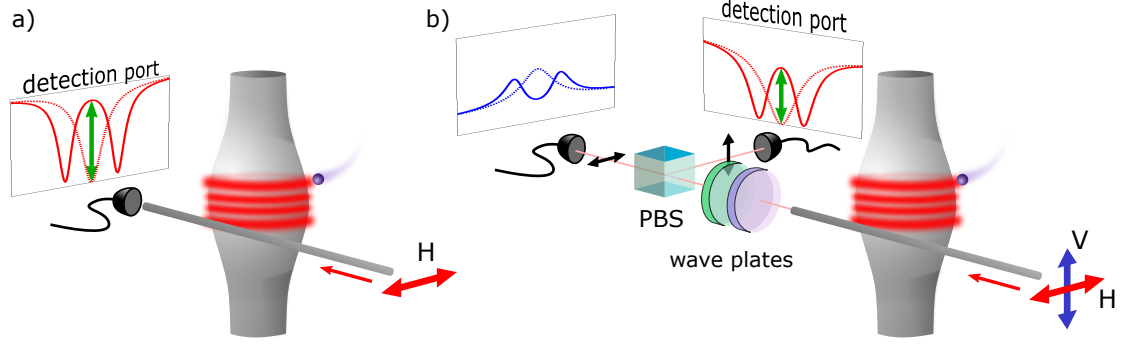 a)
detection port
H
b)
detection port
PBS
wave plates
V
H